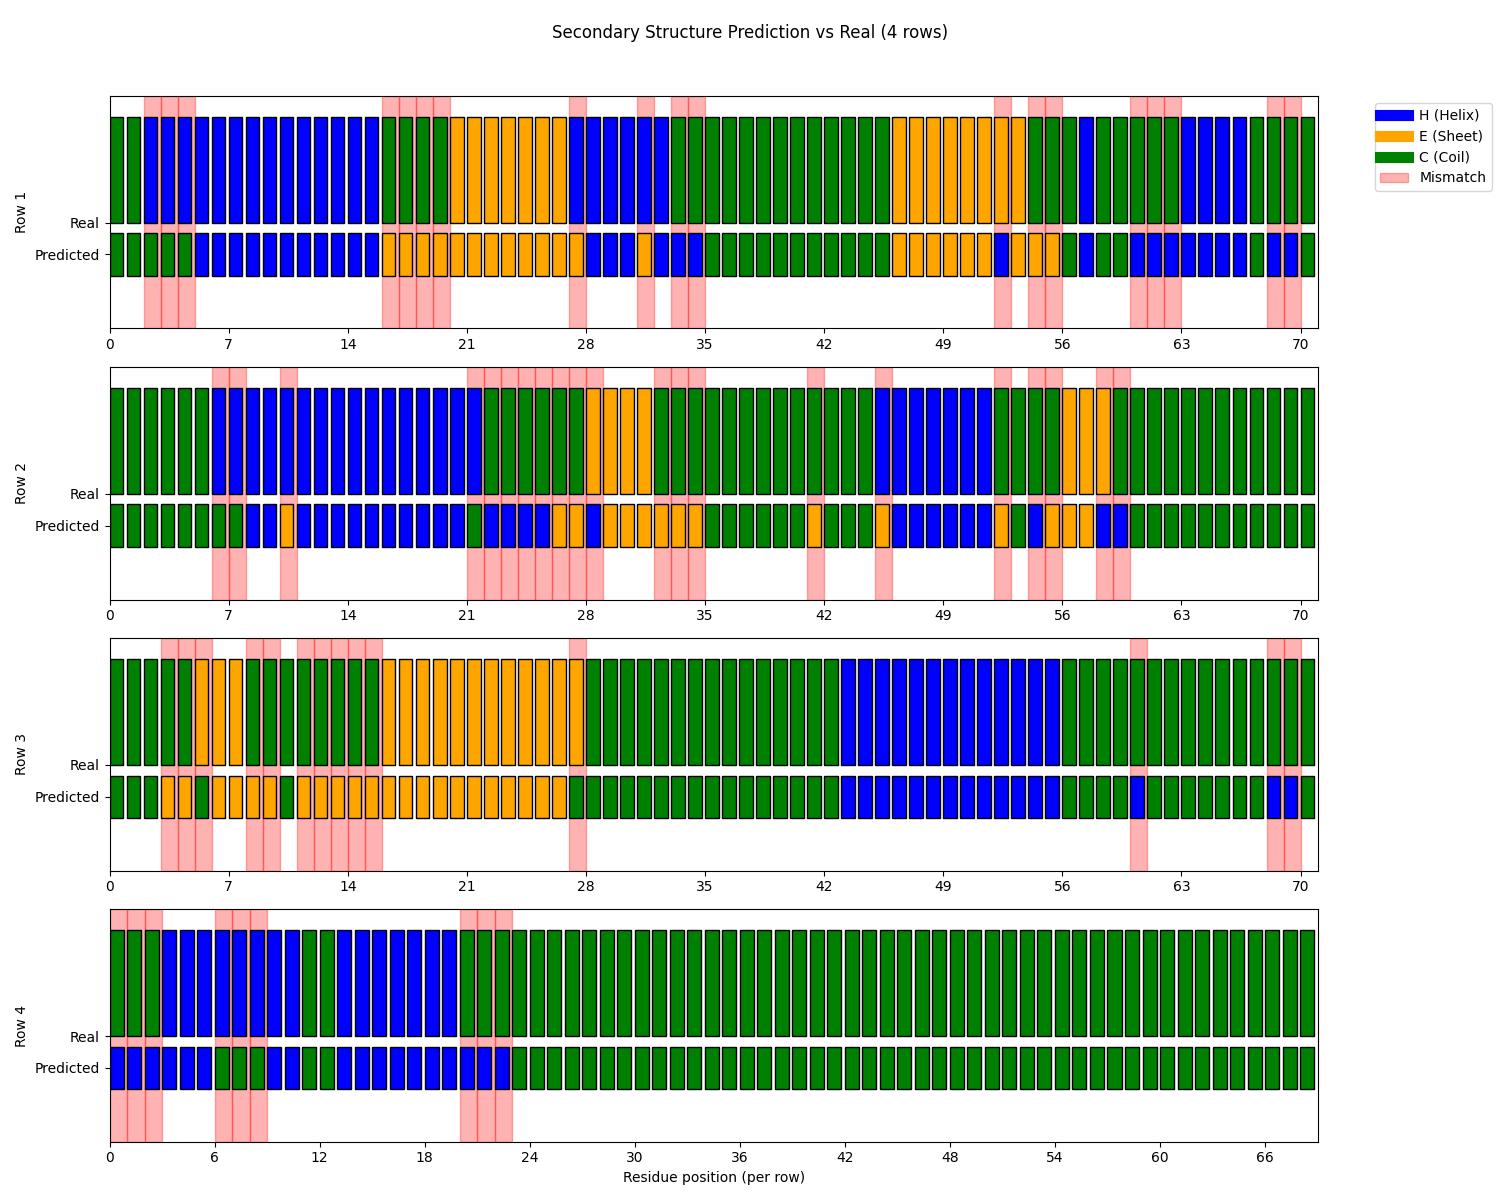 Secondary Structure Prediction vs Real (4 rows)
H (Helix)
E (Sheet)
C (Coil)
Mismatch
Row 1
Real
Predicted
0 7 14 21 28 35 42 49 56 63 70
Row 2
Real
Predicted
0 7 14 21 28 35 42 49 56 63 70
Row 3
Real
Predicted
0 7 14 21 28 35 42 49 56 63 70
Row 4
Real
Predicted
0 6 12 18 24 30 36 42 48 54 60 66
Residue position (per row)